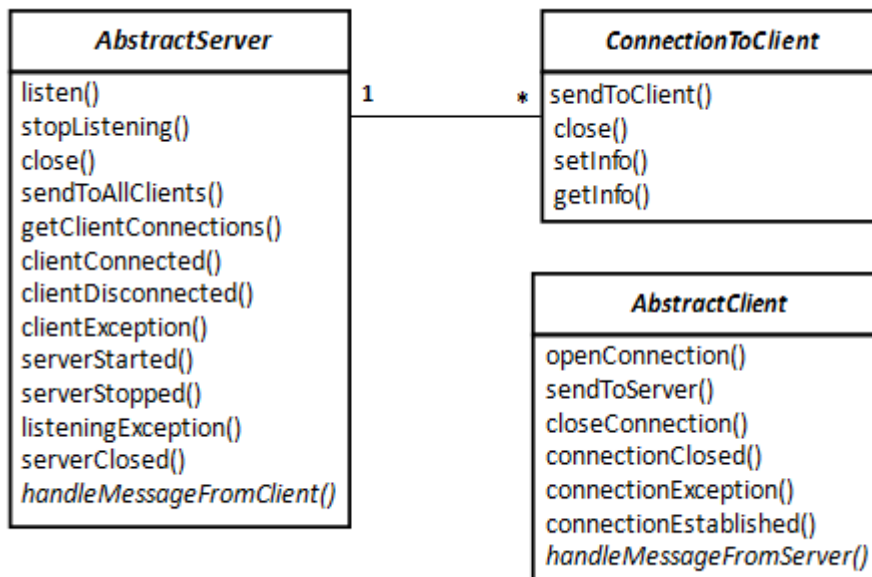 AbstractServer
listen()
stopListening()
close()
sendToAllClients()
getClientConnections()
clientConnected()
clientDisconnected()
clientException()
serverStarted()
serverStopped()
listeningException()
serverClosed()
handleMessageFromClient()
1
*
ConnectionToClient
sendToClient()
close()
setInfo()
getInfo()
AbstractClient
openConnection()
sendToServer()
closeConnection()
connectionClosed()
connectionException()
connectionEstablished()
handleMessageFromServer()